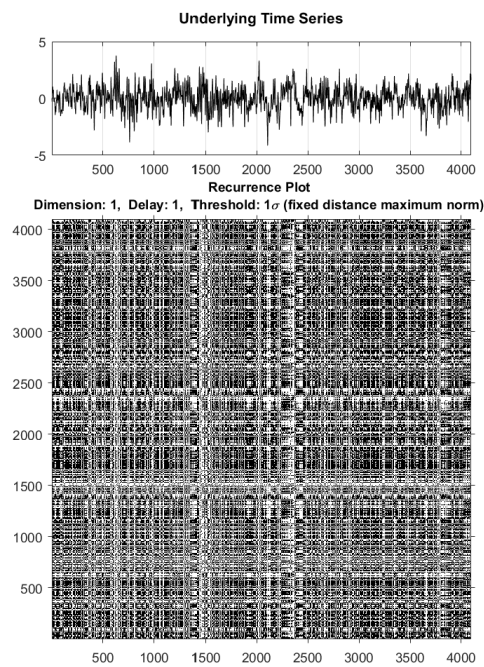 Underlying Time Series
5
0
-5
500 1000 1500 2000 2500 3000 3500 4000
Recurrence Plot
Dimension: 1, Delay: 1, Threshold: 1σ (fixed distance maximum norm)
4000
3500
3000
2500
2000
1500
1000
500
500 1000 1500 2000 2500 3000 3500 4000